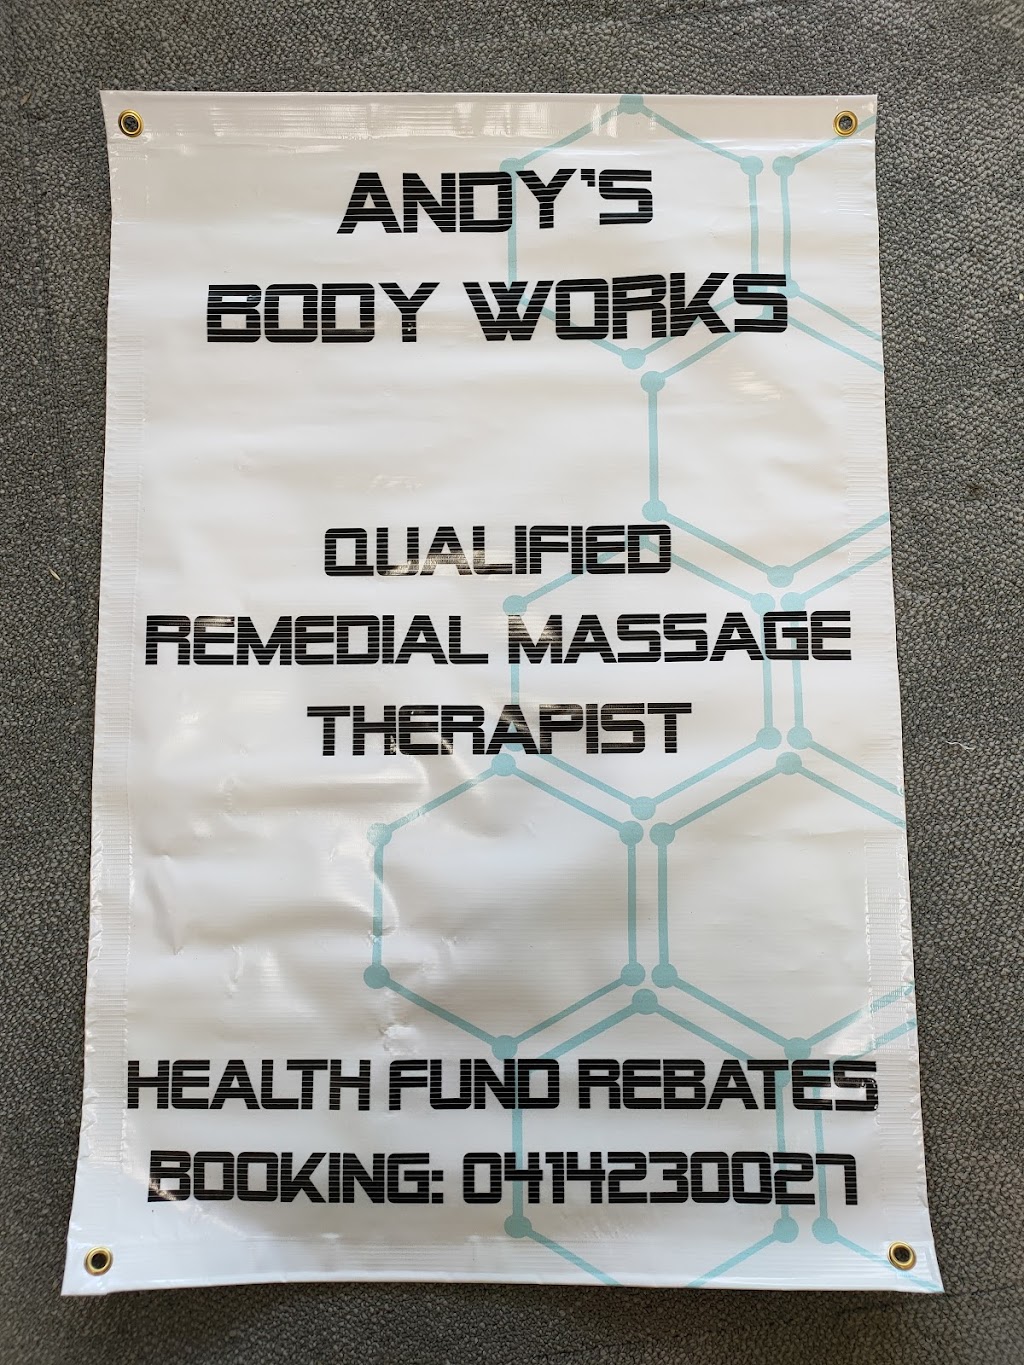 ANDY'S
BODY WORKS
QUALIFIED
REMEDIAL MASSAGE
THERAPIST
HEALTH FUND REBATES
BOOKING: 0414230027